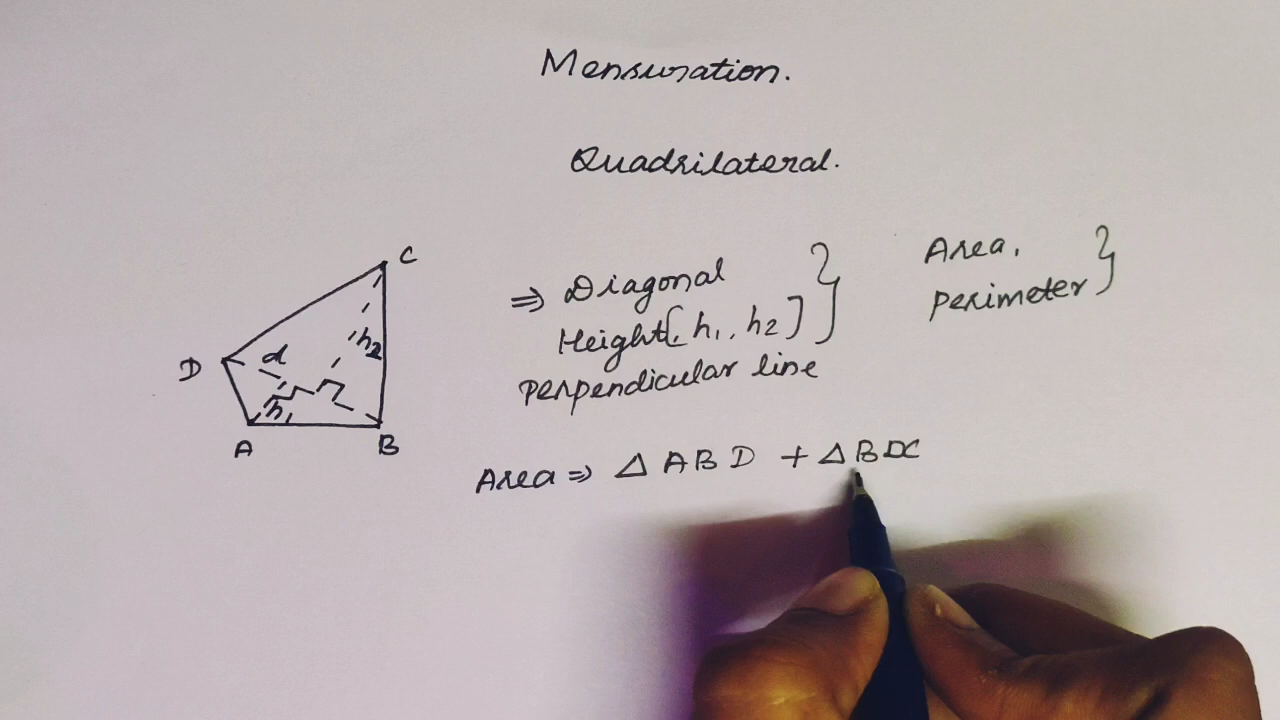 Mensuration.
Quadrilateral.
C
D
d
h2
h1
A
B
⇒ Diagonal
Height[h1, h2]
perpendicular line
Area,
perimeter
Area ⇒ △ABD + △BDC